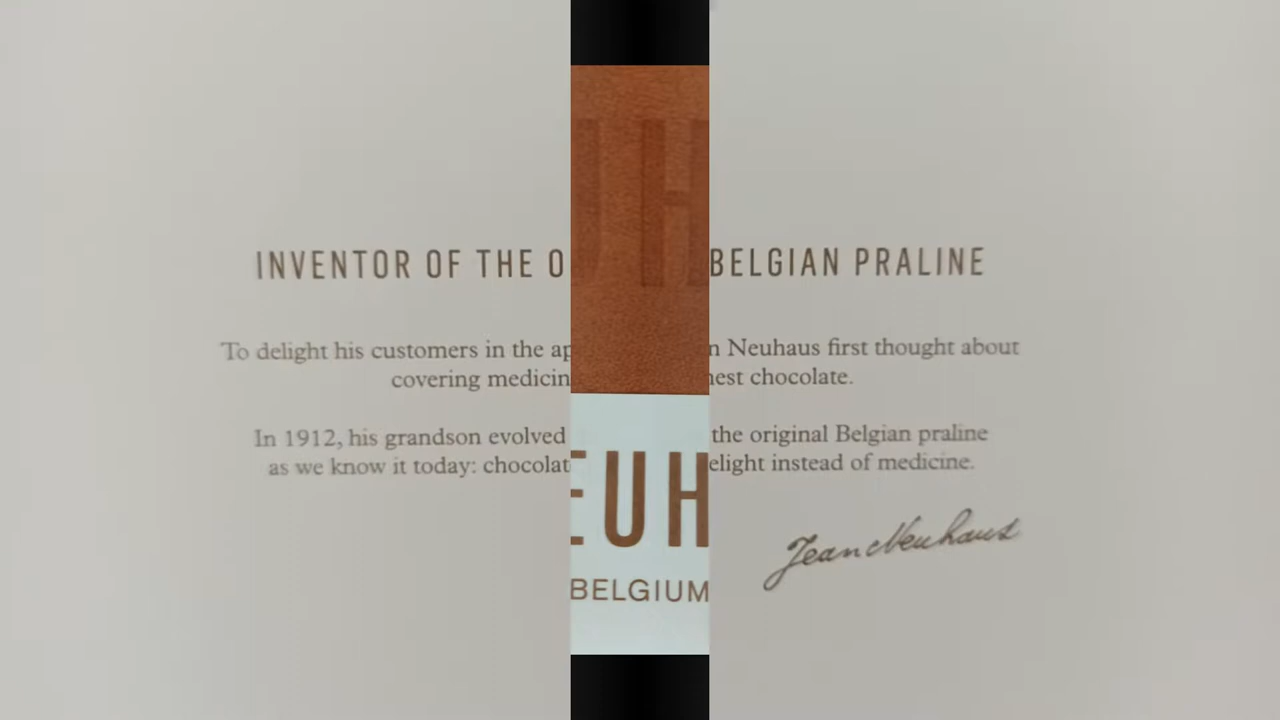 INVENTOR OF THE O
BELGIAN PRALINE
To delight his customers in the ap
n Neuhaus first thought about
covering medicin
nest chocolate.
In 1912, his grandson evolved
the original Belgian praline
as we know it today: chocolat
elight instead of medicine.
Jean Neuhaus
UH
EUH
BELGIUM